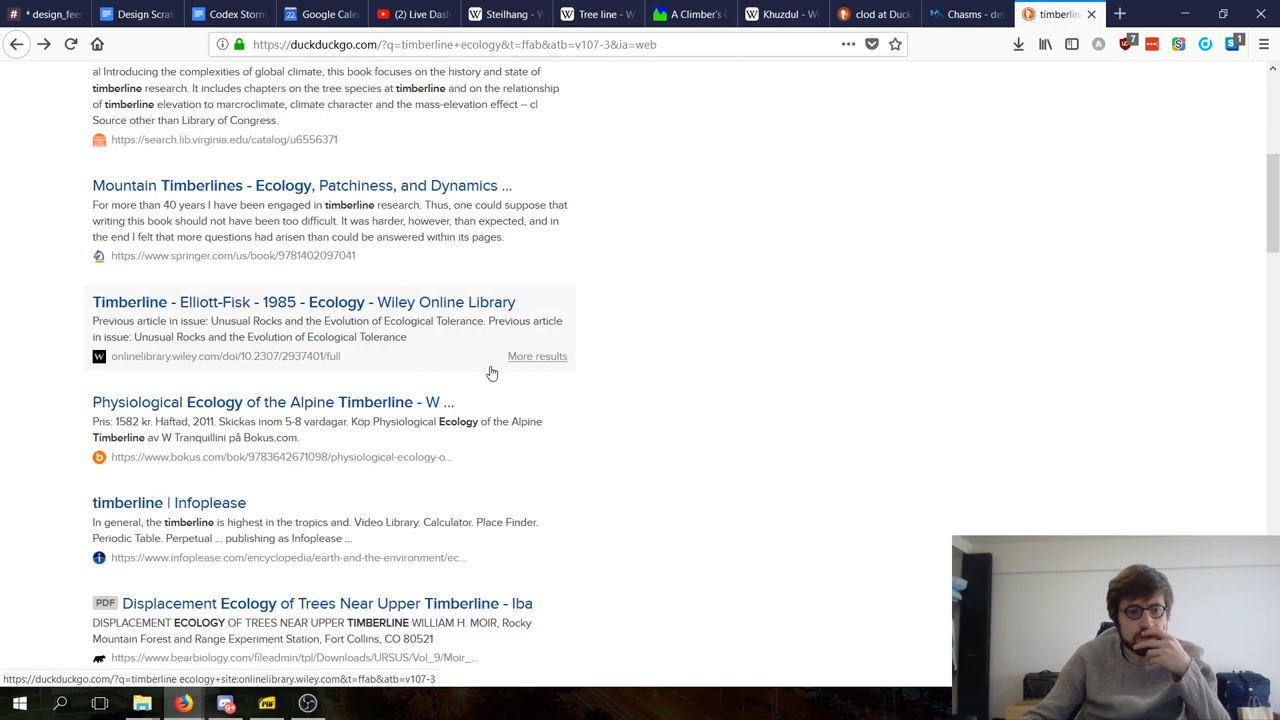 * design_feed
Design Scrat
Codex Storm
Google Cale
(2) Live Dash
Steilhang - W
Tree line - W
A Climber's G
Khuzdul - W
clod at Duck
Chasms - de
timberline
https://duckduckgo.com/?q=timberline+ecology&t=ffab&atb=v107-3&ia=web
7
1
al Introducing the complexities of global climate, this book focuses on the history and state of
timberline research. It includes chapters on the tree species at timberline and on the relationship
of timberline elevation to marcroclimate, climate character and the mass-elevation effect -- cl
Source other than Library of Congress.
https://search.lib.virginia.edu/catalog/u6556371
Mountain Timberlines - Ecology, Patchiness, and Dynamics ...
For more than 40 years I have been engaged in timberline research. Thus, one could suppose that
writing this book should not have been too difficult. It was harder, however, than expected, and in
the end I felt that more questions had arisen than could be answered within its pages.
https://www.springer.com/us/book/9781402097041
Timberline - Elliott-Fisk - 1985 - Ecology - Wiley Online Library
Previous article in issue: Unusual Rocks and the Evolution of Ecological Tolerance. Previous article
in issue: Unusual Rocks and the Evolution of Ecological Tolerance
onlinelibrary.wiley.com/doi/10.2307/2937401/full
More results
Physiological Ecology of the Alpine Timberline - W ...
Pris: 1582 kr. Häftad, 2011. Skickas inom 5-8 vardagar. Köp Physiological Ecology of the Alpine
Timberline av W Tranquillini på Bokus.com.
https://www.bokus.com/bok/9783642671098/physiological-ecology-o...
timberline | Infoplease
In general, the timberline is highest in the tropics and. Video Library. Calculator. Place Finder.
Periodic Table. Perpetual ... publishing as Infoplease ...
https://www.infoplease.com/encyclopedia/earth-and-the-environment/ec...
PDF Displacement Ecology of Trees Near Upper Timberline - Iba
DISPLACEMENT ECOLOGY OF TREES NEAR UPPER TIMBERLINE WILLIAM H. MOIR, Rocky
Mountain Forest and Range Experiment Station, Fort Collins, CO 80521
https://www.bearbiology.com/fileadmin/tpl/Downloads/URSUS/Vol_9/Moir_...
https://duckduckgo.com/?q=timberline ecology+site:onlinelibrary.wiley.com&t=ffab&atb=v107-3